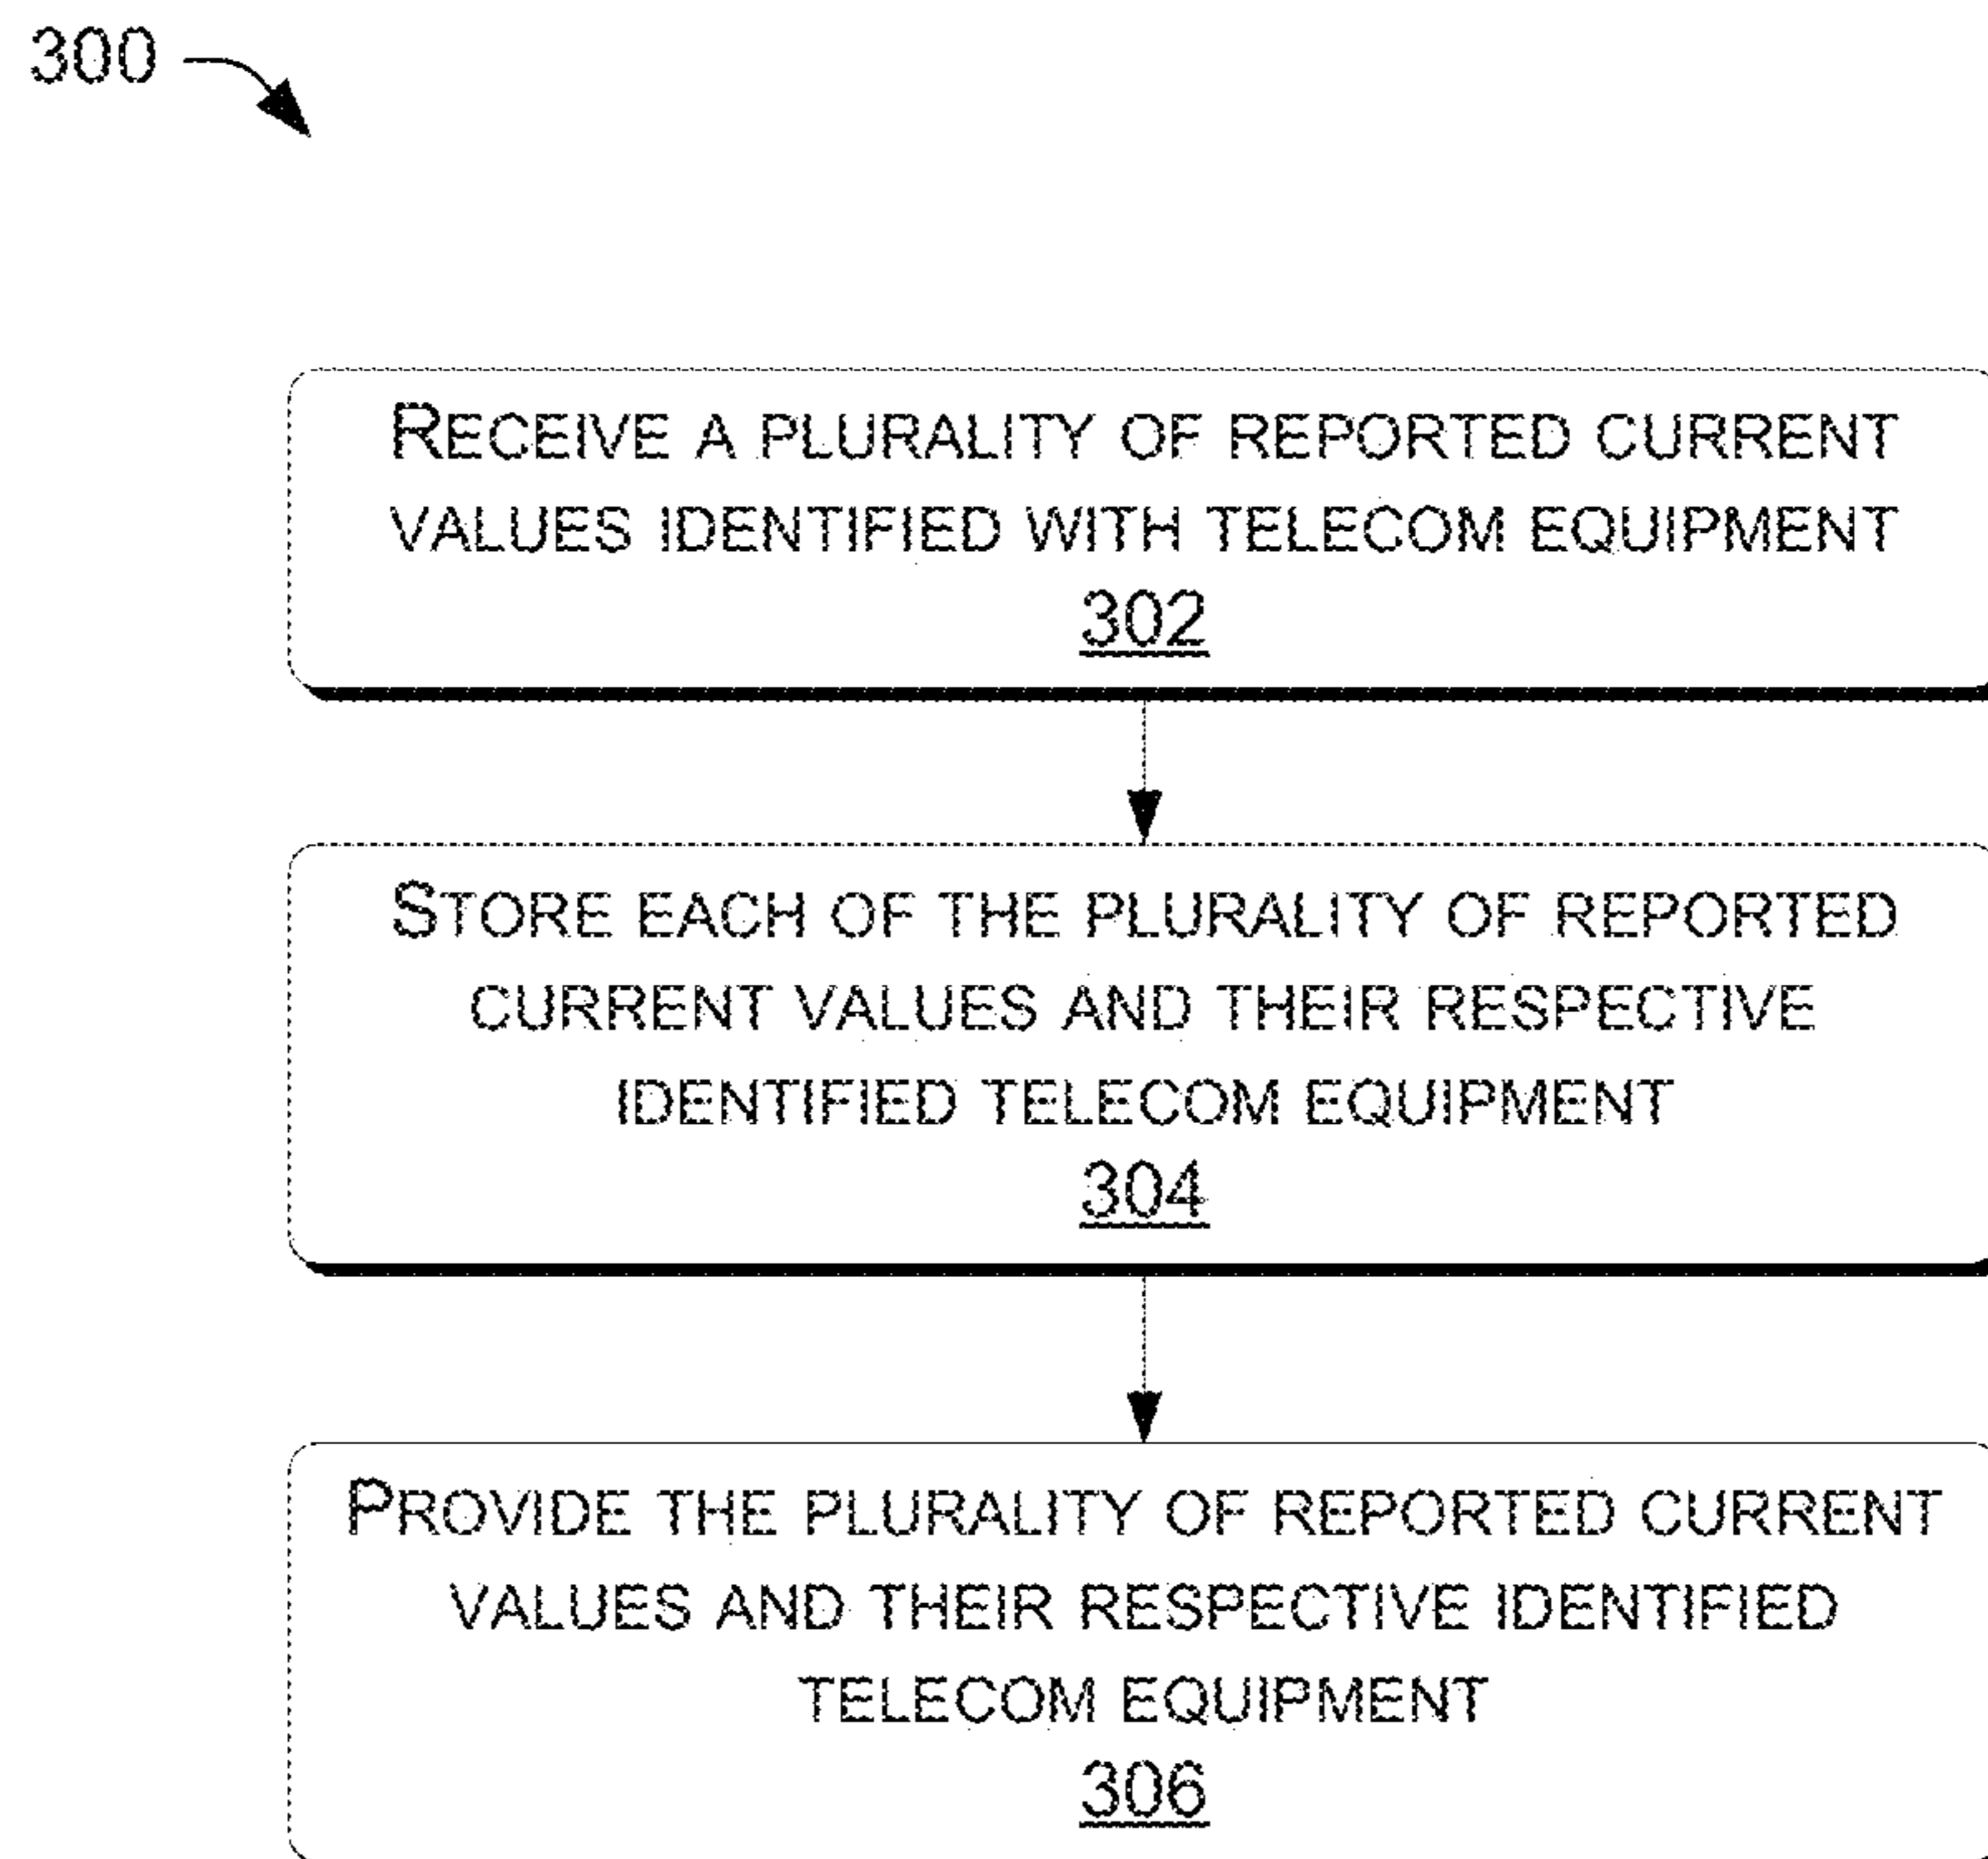 300
RECEIVE A PLURALITY OF REPORTED CURRENT
VALUES IDENTIFIED WITH TELECOM EQUIPMENT
302
STORE EACH OF THE PLURALITY OF REPORTED
CURRENT VALUES AND THEIR RESPECTIVE
IDENTIFIED TELECOM EQUIPMENT
304
PROVIDE THE PLURALITY OF REPORTED CURRENT
VALUES AND THEIR RESPECTIVE IDENTIFIED
TELECOM EQUIPMENT
306